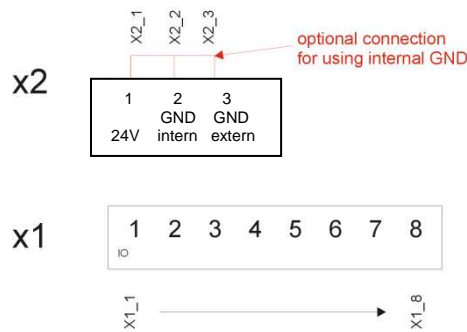 X2_1 X2_2 X2_3
optional connection
for using internal GND
x2
1 2 3
GND GND
24V intern extern
x1
1 2 3 4 5 6 7 8
IO
X1_1 X1_8